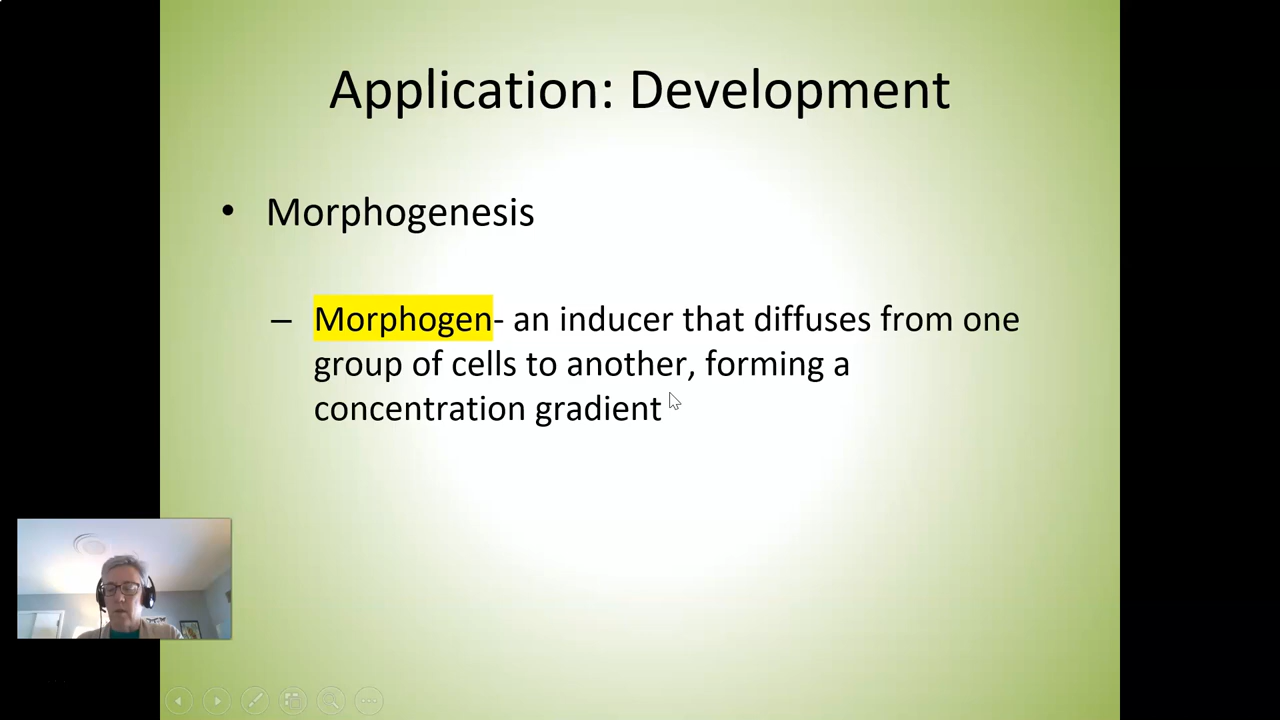 Application: Development
• Morphogenesis
– Morphogen- an inducer that diffuses from one
group of cells to another, forming a
concentration gradient